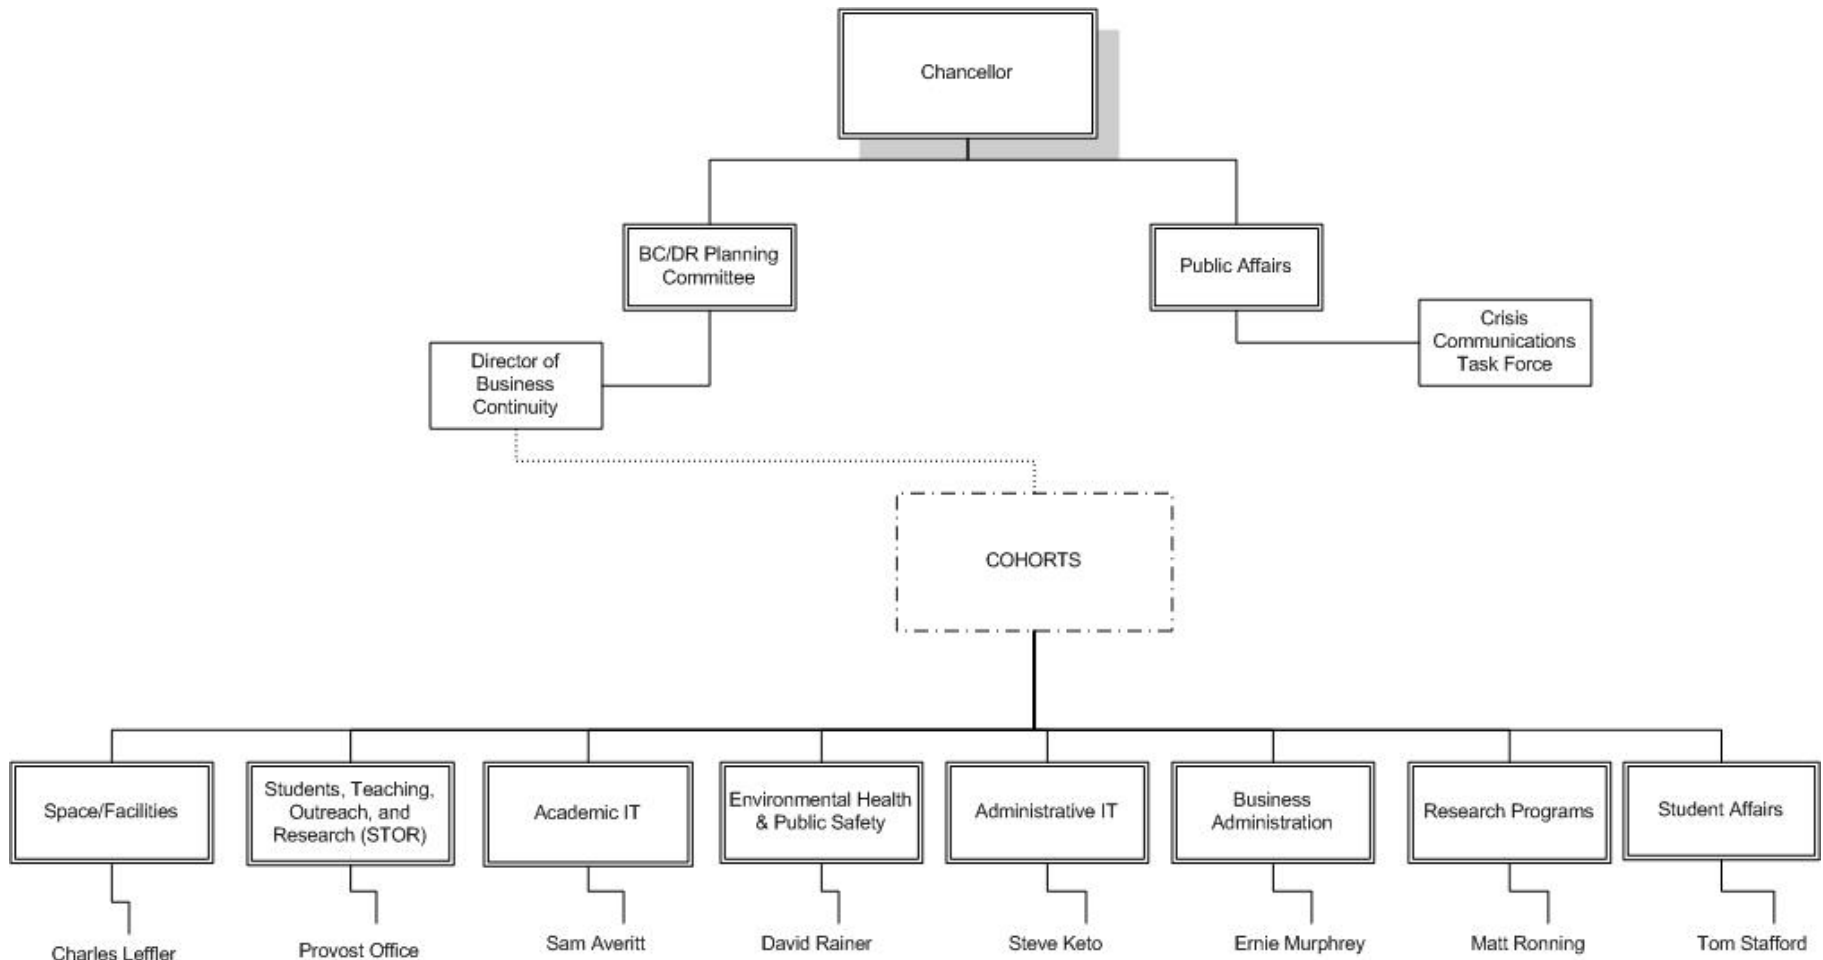 Chancellor
BC/DR Planning
Committee
Public Affairs
Crisis
Communications
Task Force
Director of
Business
Continuity
COHORTS
Space/Facilities
Students, Teaching,
Outreach, and
Research (STOR)
Academic IT
Environmental Health
& Public Safety
Administrative IT
Business
Administration
Research Programs
Student Affairs
Charles Leffler
Provost Office
Sam Averitt
David Rainer
Steve Keto
Ernie Murphrey
Matt Ronning
Tom Stafford